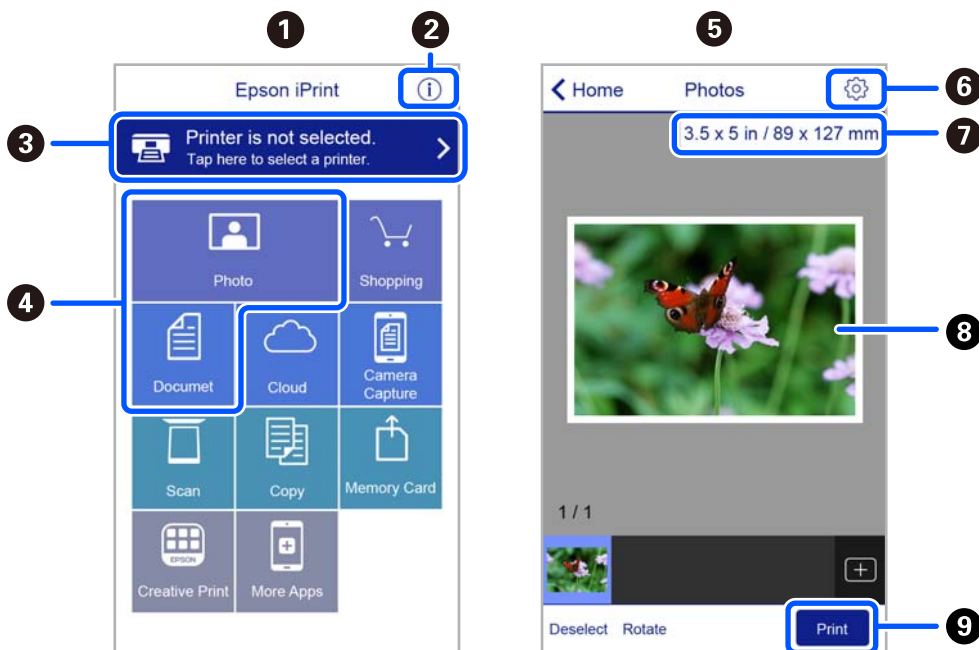 1
2
Epson iPrint
3
Printer is not selected.
Tap here to select a printer.
4
Photo
Shopping
Documet
Cloud
Camera
Capture
Scan
Copy
Memory Card
EPSON
Creative Print
More Apps
5
Home
Photos
6
3.5 x 5 in / 89 x 127 mm
7
8
1 / 1
Deselect
Rotate
Print
9